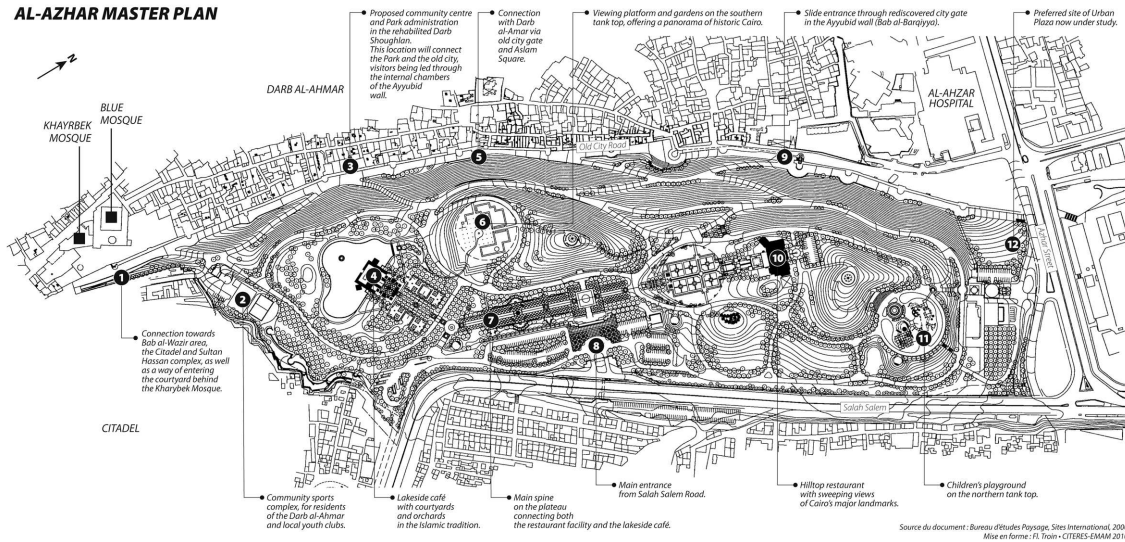 AL-AZHAR MASTER PLAN
N
Proposed community centre
and Park administration
in the rehabilited Darb
Shoughlan.
This location will connect
the Park and the old city,
visitors being led through
the internal chambers
of the Ayyubid
wall.
Connection
with Darb
al-Amar via
old city gate
and Aslam
Square.
Viewing platform and gardens on the southern
tank top, offering a panorama of historic Cairo.
Slide entrance through rediscovered city gate
in the Ayyubid wall (Bab al-Barqiyya).
Preferred site of Urban
Plaza now under study.
DARB AL-AHMAR
AL-AHZAR
HOSPITAL
BLUE
MOSQUE
KHAYRBEK
MOSQUE
Old City Road
Azhar Street
1
2
3
4
5
6
7
8
9
10
11
12
Connection towards
Bab al-Wazir area,
the Citadel and Sultan
Hassan complex, as well
as a way of entering
the courtyard behind
the Kharybek Mosque.
CITADEL
Salah Salem
Community sports
complex, for residents
of the Darb al-Ahmar
and local youth clubs.
Lakeside café
with courtyards
and orchards
in the Islamic tradition.
Main spine
on the plateau
connecting both
the restaurant facility and the lakeside café.
Main entrance
from Salah Salem Road.
Hilltop restaurant
with sweeping views
of Cairo's major landmarks.
Children's playground
on the northern tank top.
Source du document : Bureau d'études Paysage, Sites International,
Mise en forme : Fl. Troin • CITERES-EMAM